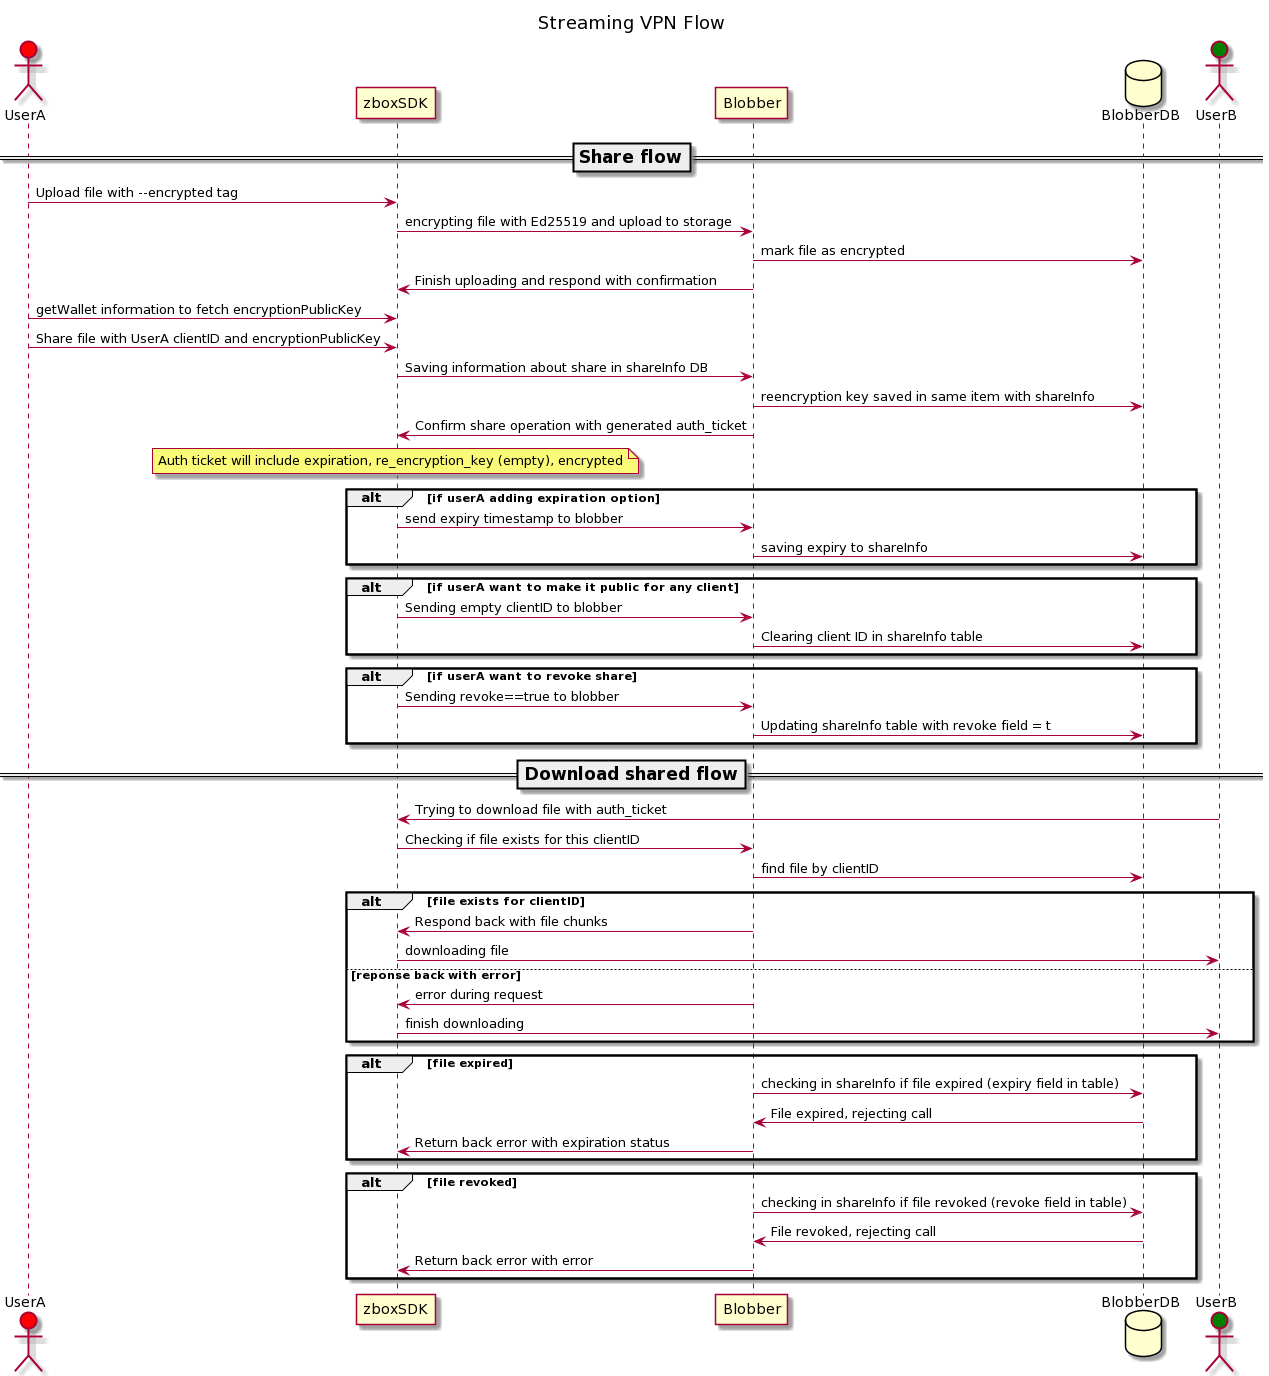 Streaming VPN Flow
UserA
zboxSDK
Blobber
BlobberDB
UserB
Share flow
Upload file with --encrypted tag
encrypting file with Ed25519 and upload to storage
mark file as encrypted
Finish uploading and respond with confirmation
getWallet information to fetch encryptionPublicKey
Share file with UserA clientID and encryptionPublicKey
Saving information about share in shareInfo DB
reencryption key saved in same item with shareInfo
Confirm share operation with generated auth_ticket
Auth ticket will include expiration, re_encryption_key (empty), encrypted
alt [if userA adding expiration option]
send expiry timestamp to blobber
saving expiry to shareInfo
alt [if userA want to make it public for any client]
Sending empty clientID to blobber
Clearing client ID in shareInfo table
alt [if userA want to revoke share]
Sending revoke==true to blobber
Updating shareInfo table with revoke field = t
Download shared flow
Trying to download file with auth_ticket
Checking if file exists for this clientID
find file by clientID
alt [file exists for clientID]
Respond back with file chunks
downloading file
[reponse back with error]
error during request
finish downloading
alt [file expired]
checking in shareInfo if file expired (expiry field in table)
File expired, rejecting call
Return back error with expiration status
alt [file revoked]
checking in shareInfo if file revoked (revoke field in table)
File revoked, rejecting call
Return back error with error
UserA
zboxSDK
Blobber
BlobberDB
UserB